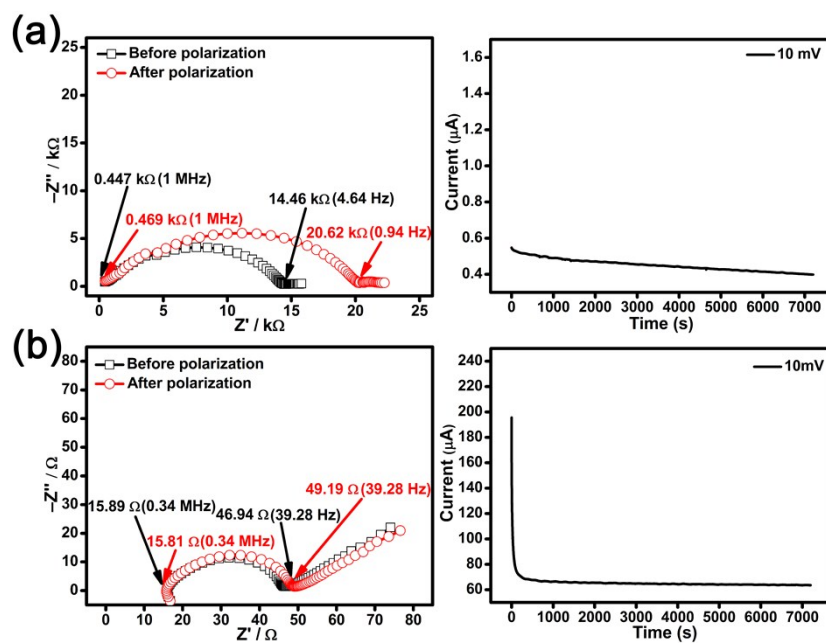 (a)
25
20
15
10
5
0
Before polarization
After polarization
0.447 kΩ (1 MHz)
0.469 kΩ (1 MHz)
14.46 kΩ (4.64 Hz)
20.62 kΩ (0.94 Hz)
–Z'' / kΩ
0 5 10 15 20 25
Z' / kΩ
10 mV
1.6
1.4
1.2
1.0
0.8
0.6
0.4
Current (μA)
0 1000 2000 3000 4000 5000 6000 7000
Time (s)
(b)
80
70
60
50
40
30
20
10
0
Before polarization
After polarization
15.89 Ω(0.34 MHz)
15.81 Ω(0.34 MHz)
46.94 Ω(39.28 Hz)
49.19 Ω(39.28 Hz)
–Z'' / Ω
0 10 20 30 40 50 60 70 80
Z' / Ω
10mV
240
220
200
180
160
140
120
100
80
60
Current (μA)
0 1000 2000 3000 4000 5000 6000 7000
Time (s)